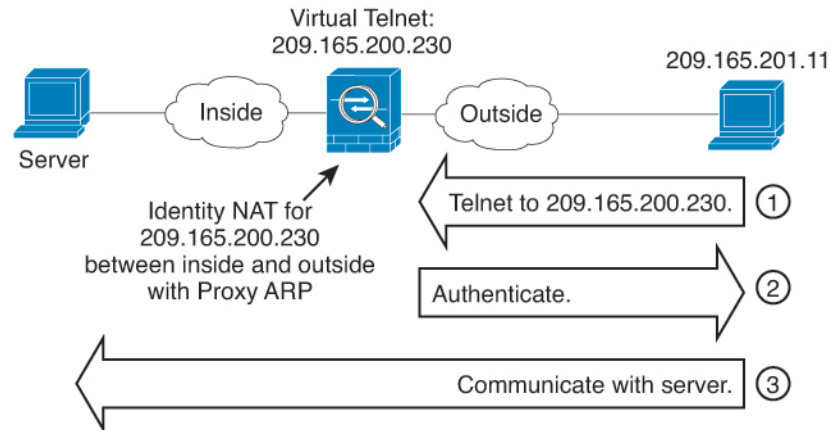 Virtual Telnet:
209.165.200.230
209.165.201.11
Inside
Outside
Server
Identity NAT for
209.165.200.230
between inside and outside
with Proxy ARP
Telnet to 209.165.200.230.
1
Authenticate.
2
Communicate with server.
3